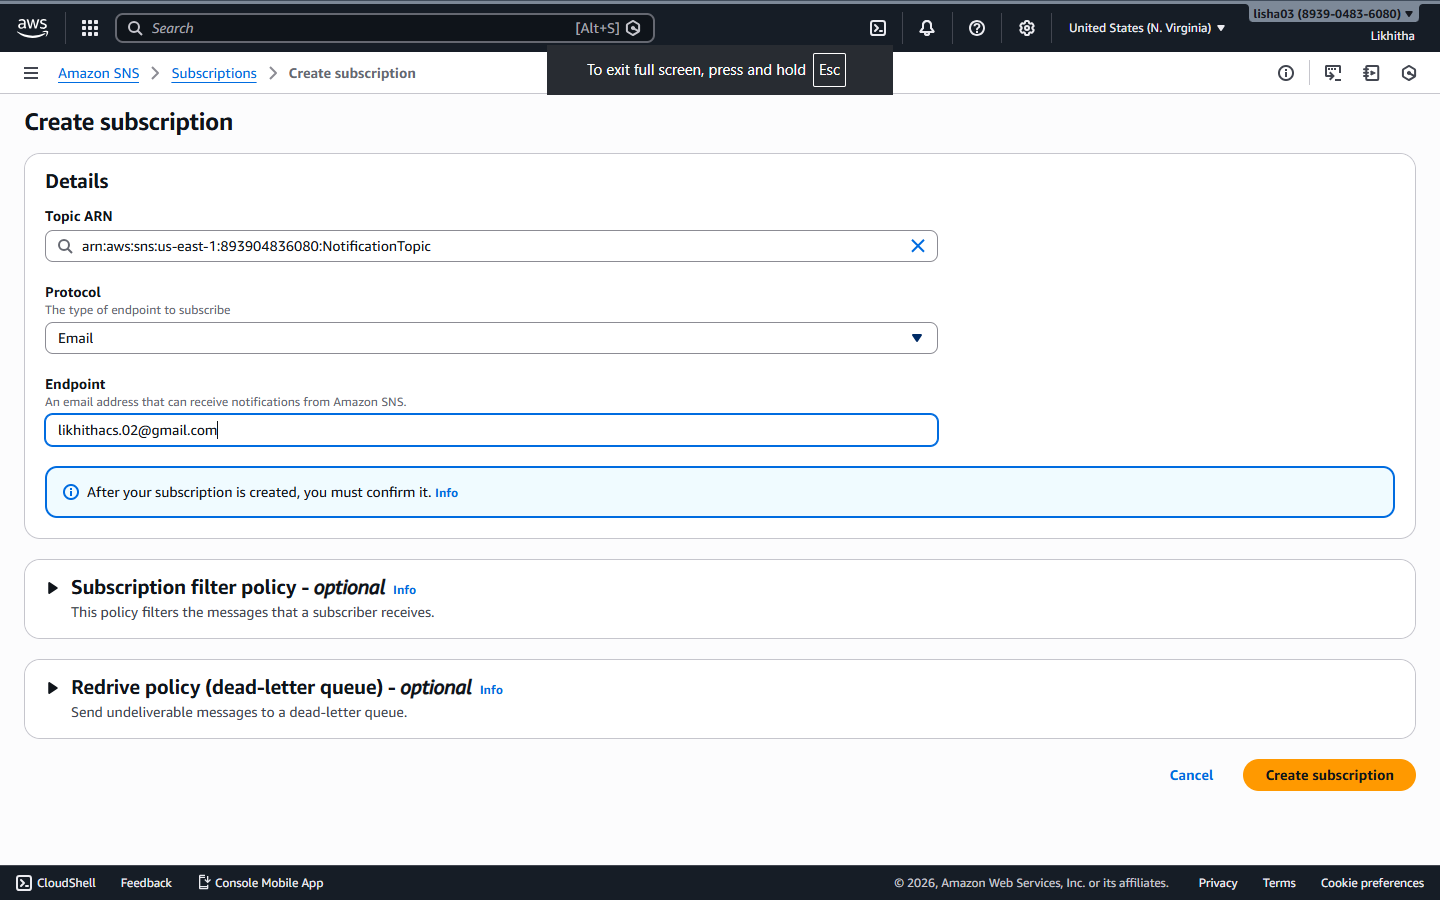 aws
Search
[Alt+S]
United States (N. Virginia)
lisha03 (8939-0483-6080)
Likhitha
Amazon SNS
Subscriptions
Create subscription
To exit full screen, press and hold Esc
Create subscription
Details
Topic ARN
arn:aws:sns:us-east-1:893904836080:NotificationTopic
Protocol
The type of endpoint to subscribe
Email
Endpoint
An email address that can receive notifications from Amazon SNS.
likhithacs.02@gmail.com
After your subscription is created, you must confirm it. Info
Subscription filter policy - optional Info
This policy filters the messages that a subscriber receives.
Redrive policy (dead-letter queue) - optional Info
Send undeliverable messages to a dead-letter queue.
Cancel
Create subscription
CloudShell
Feedback
Console Mobile App
© 2026, Amazon Web Services, Inc. or its affiliates.
Privacy
Terms
Cookie preferences